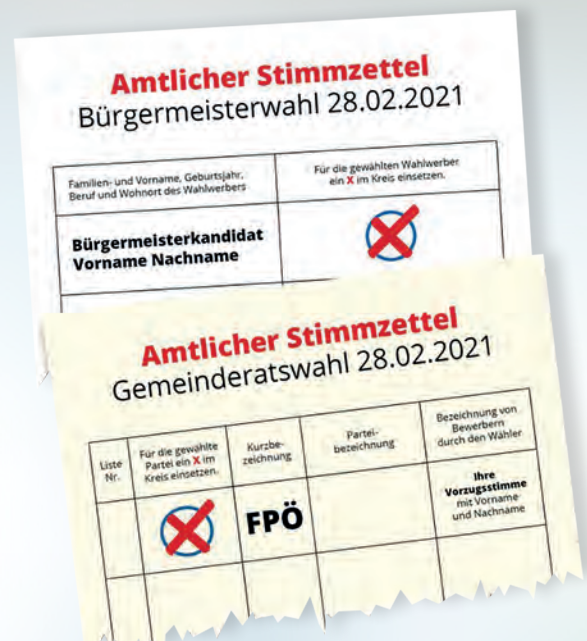 Amtlicher Stimmzettel
Bürgermeisterwahl 28.02.2021
Familien- und Vorname, Geburtsjahr,
Beruf und Wohnort des Wahlwerbers
Für die gewählten Wahlwerber
ein X im Kreis einsetzen.
Bürgermeisterkandidat
Vorname Nachname
Amtlicher Stimmzettel
Gemeinderatswahl 28.02.2021
Liste
Nr.
Für die gewählte
Partei ein X im
Kreis einsetzen.
Kurzbe-
zeichnung
Partei-
bezeichnung
Bezeichnung von
Bewerbern
durch den Wähler
FPÖ
Ihre
Vorzugsstimme
mit Vorname
und Nachname